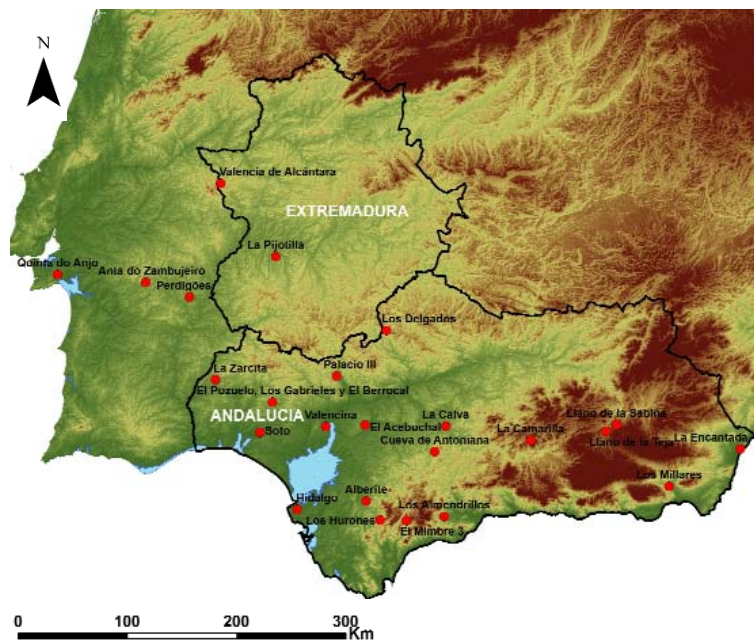 N
Valencia de Alcántara
EXTREMADURA
La Pijotilla
Quinta do Anjo
Anta do Zambujeiro
Perdigões
Los Delgados
La Zarcita
Palacio III
El Pozuelo, Los Gabrieles y El Berrocal
ANDALUCIA
Soto
Valencina
El Acebuchal
La Calva
Cueva de Antoniana
La Camarilla
Llano de la Sabina
Llano de la Teja
La Encantada
Los Millares
Hidalgo
Alberite
Los Hurones
Los Almendrillos
El Mimbre 3
0 100 200 300
Km